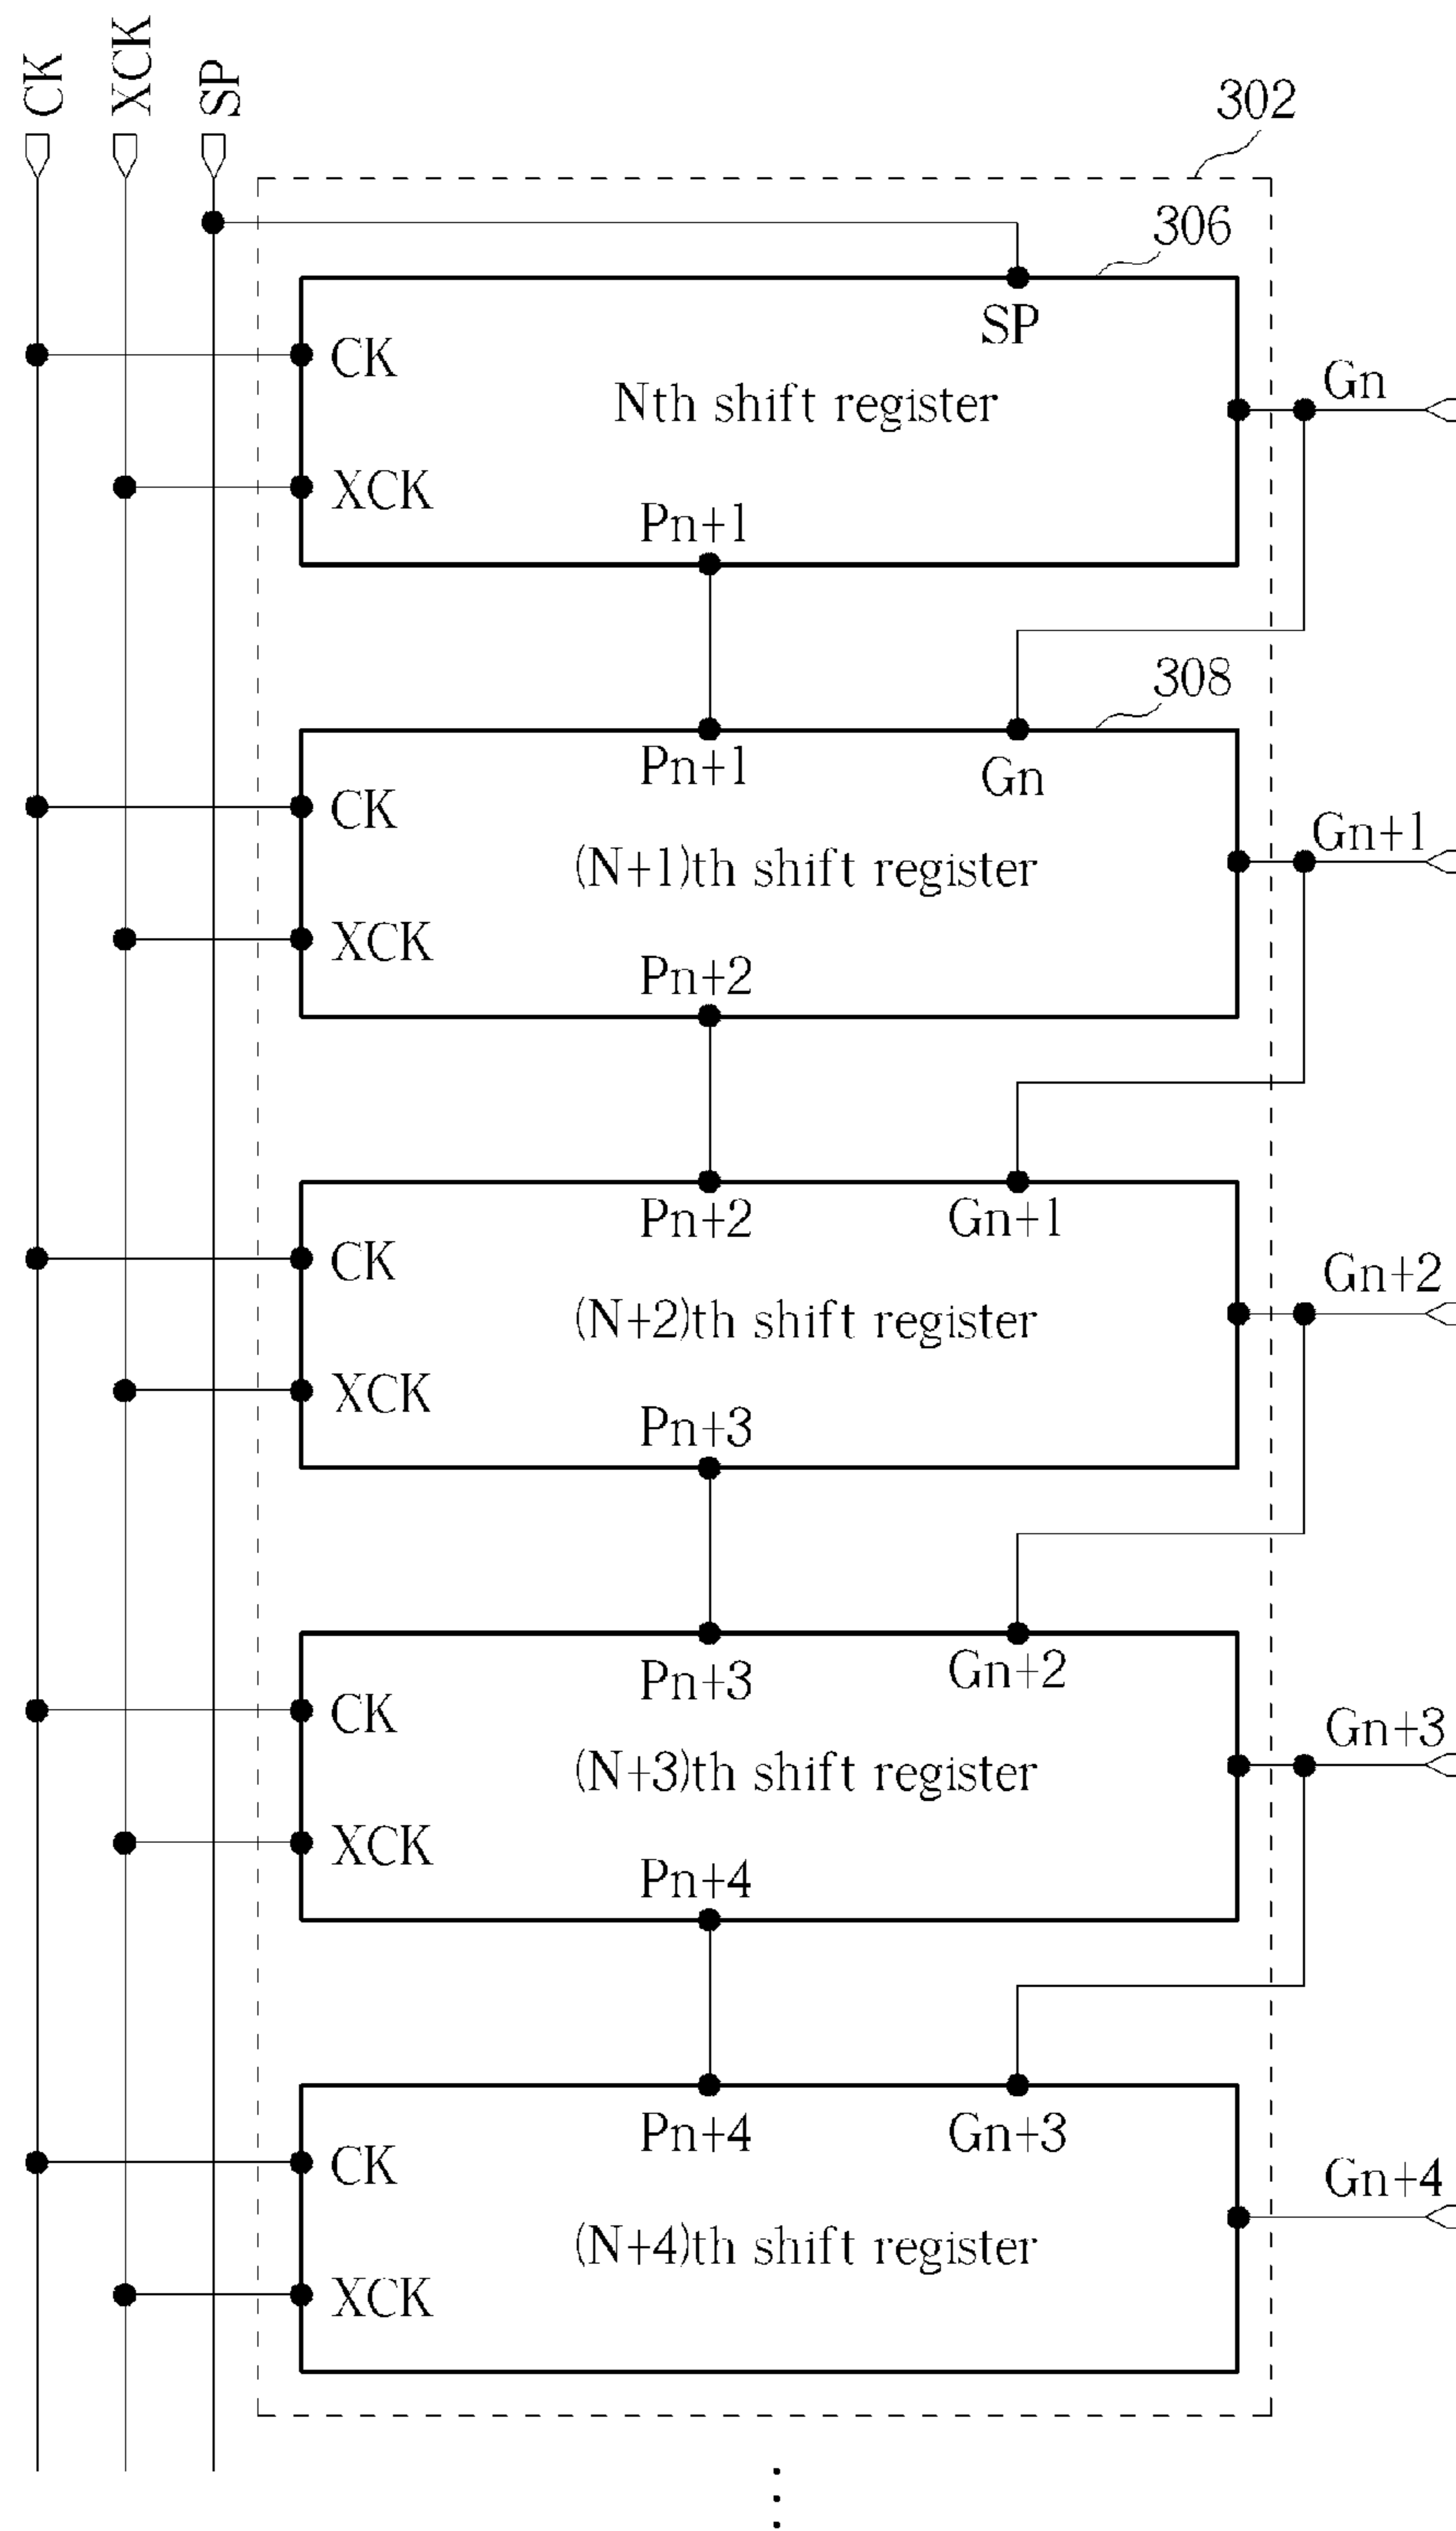 CK
XCK
SP
302
306
SP
CK
Nth shift register
Gn
XCK
Pn+1
308
Pn+1
Gn
CK
(N+1)th shift register
Gn+1
XCK
Pn+2
Pn+2
Gn+1
CK
(N+2)th shift register
Gn+2
XCK
Pn+3
Pn+3
Gn+2
CK
(N+3)th shift register
Gn+3
XCK
Pn+4
Pn+4
Gn+3
CK
(N+4)th shift register
Gn+4
XCK